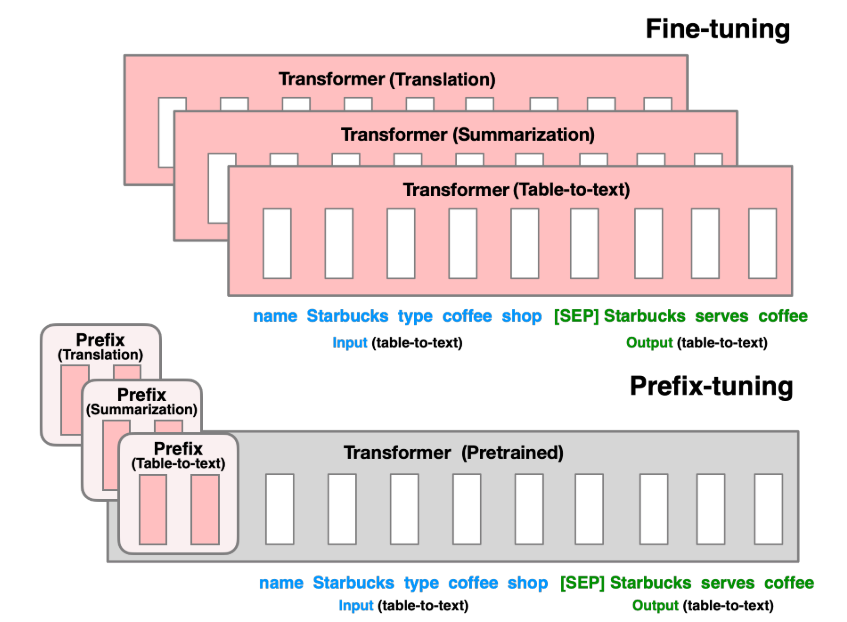 Fine-tuning
Transformer (Translation)
Transformer (Summarization)
Transformer (Table-to-text)
name Starbucks type coffee shop [SEP] Starbucks serves coffee
Input (table-to-text) Output (table-to-text)
Prefix-tuning
Prefix
(Translation)
Prefix
(Summarization)
Prefix
(Table-to-text)
Transformer (Pretrained)
name Starbucks type coffee shop [SEP] Starbucks serves coffee
Input (table-to-text) Output (table-to-text)